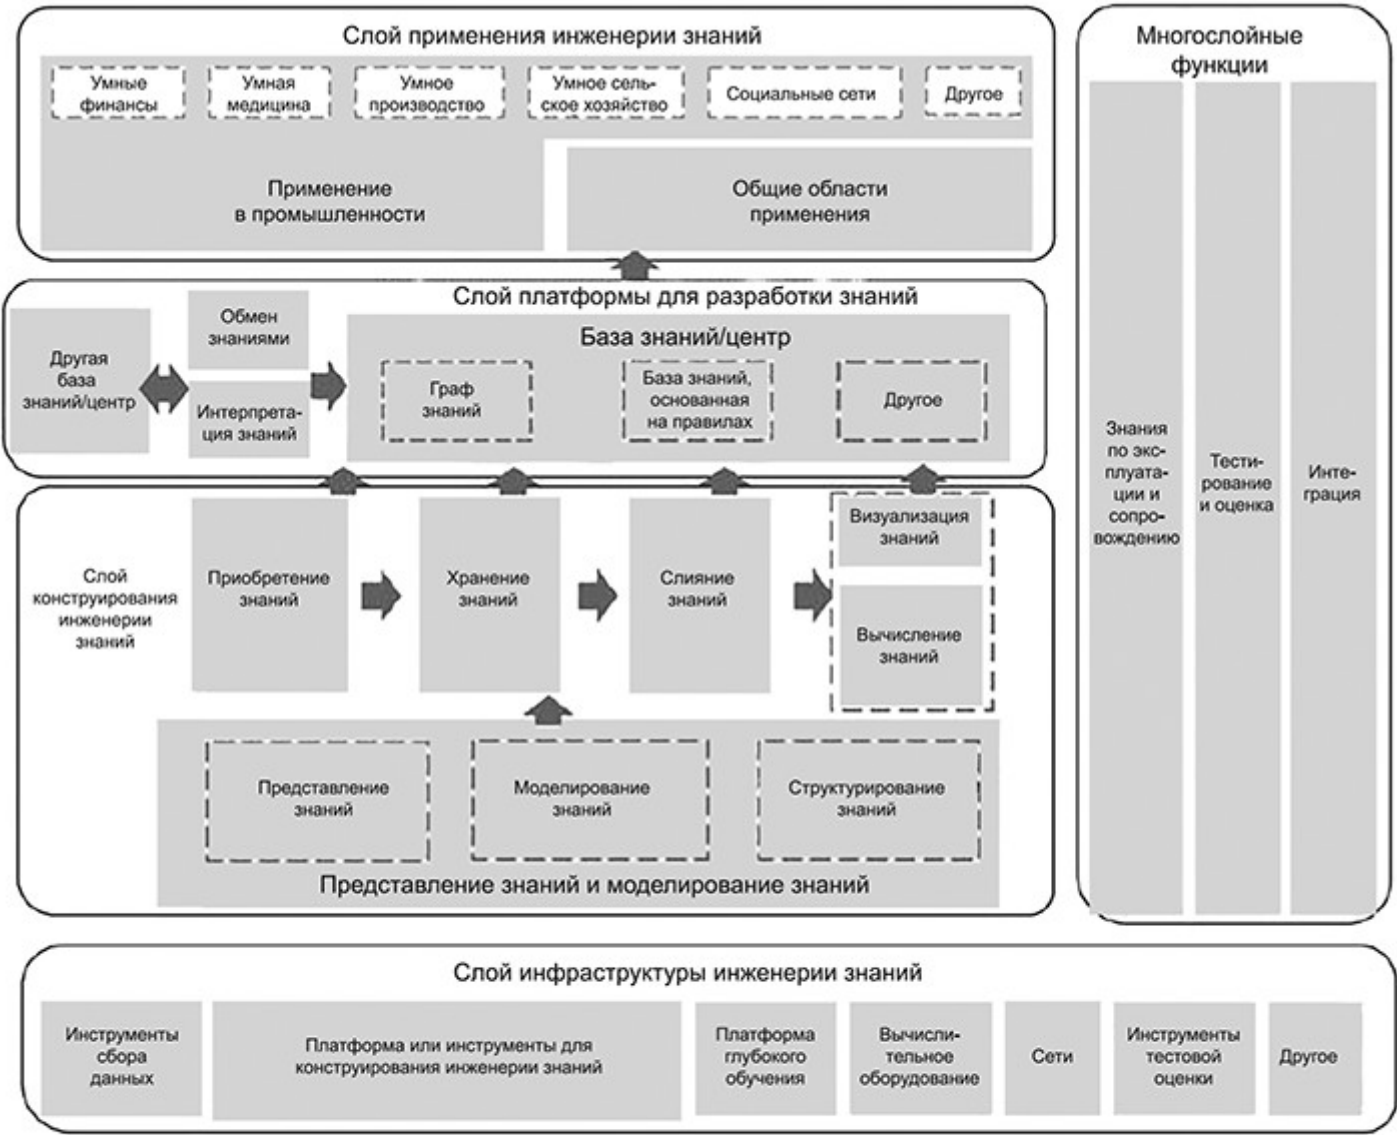 Слой применения инженерии знаний
Умные
финансы
Умная
медицина
Умное
производство
Умное сель-
ское хозяйство
Социальные сети
Другое
Применение
в промышленности
Общие области
применения
Многослойные
функции
Знания
по экс-
плуата-
ции и
сопро-
вождению
Тести-
рование
и оценка
Инте-
грация
Слой платформы для разработки знаний
Другая
база
знаний/центр
Обмен
знаниями
Интерпрета-
ция знаний
База знаний/центр
Граф
знаний
База знаний,
основанная
на правилах
Другое
Слой
конструирования
инженерии
знаний
Приобретение
знаний
Хранение
знаний
Слияние
знаний
Визуализация
знаний
Вычисление
знаний
Представление
знаний
Моделирование
знаний
Структурирование
знаний
Представление знаний и моделирование знаний
Слой инфраструктуры инженерии знаний
Инструменты
сбора
данных
Платформа или инструменты для
конструирования инженерии знаний
Платформа
глубокого
обучения
Вычисли-
тельное
оборудование
Сети
Инструменты
тестовой
оценки
Другое